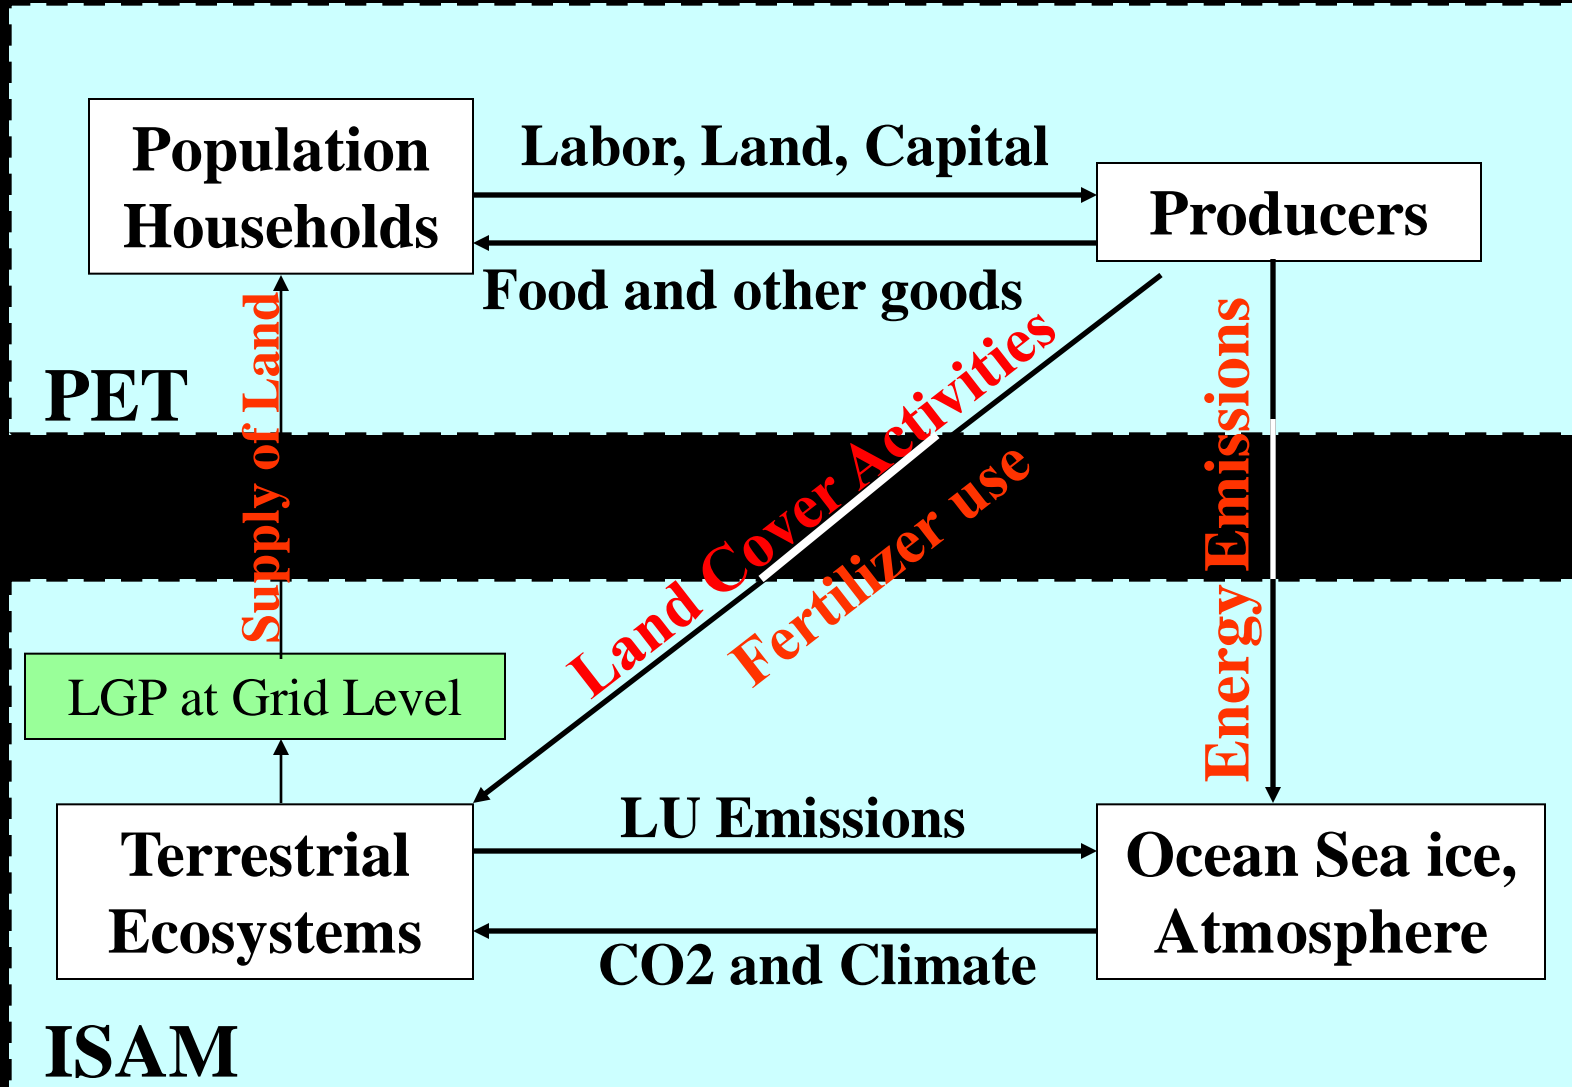 Population
Households
Labor, Land, Capital
Producers
Food and other goods
PET
Supply of Land
Land Cover Activities
Fertilizer use
Energy Emissions
LGP at Grid Level
Terrestrial
Ecosystems
LU Emissions
CO2 and Climate
Ocean Sea ice,
Atmosphere
ISAM